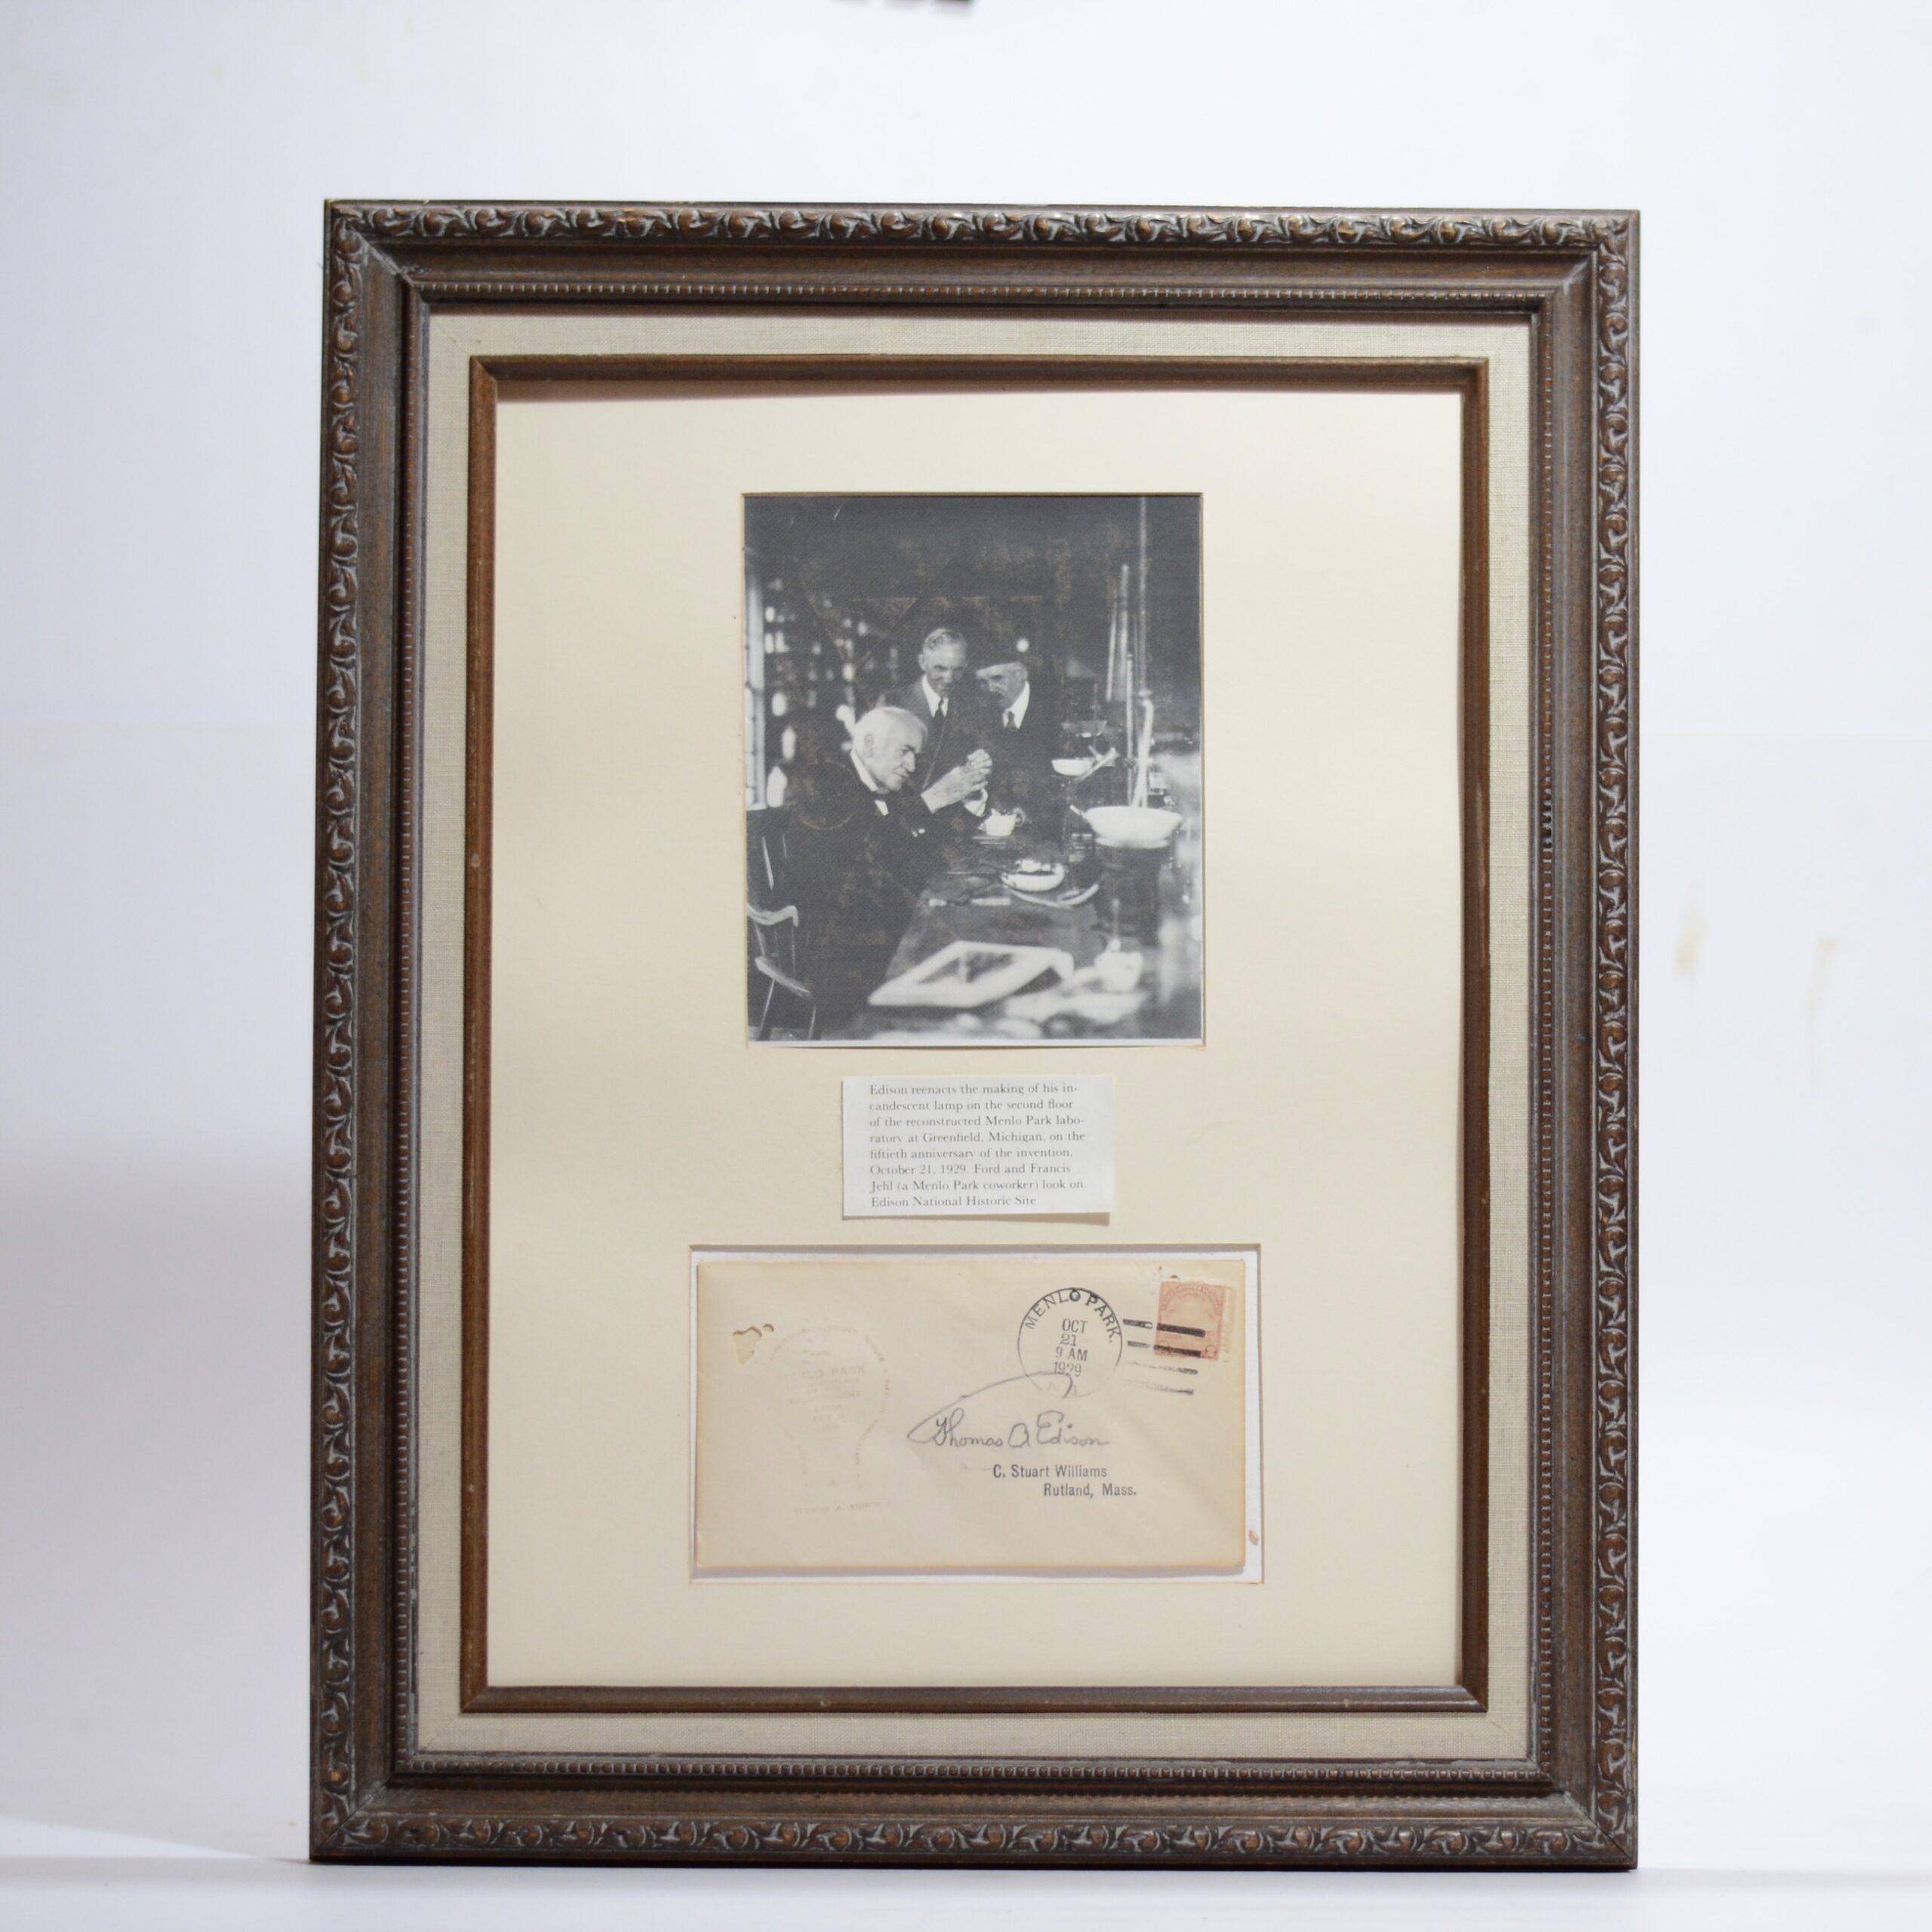 Edison reenacts the making of his in-
candescent lamp on the second floor
of the reconstructed Menlo Park labo-
ratory at Greenfield, Michigan, on the
fiftieth anniversary of the invention,
October 21, 1929. Ford and Francis
Jehl (a Menlo Park coworker) look on.
Edison National Historic Site
MENLO PARK.
OCT
21
9 AM
1929
PARK
Thomas A Edison
C. Stuart Williams
Rutland, Mass.